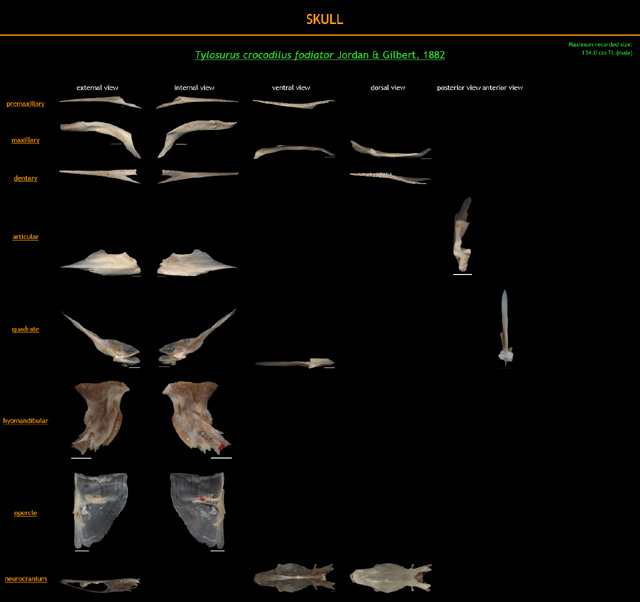 SKULL
Tylosurus crocodilus fodiator Jordan & Gilbert, 1882
Maximum recorded size:
134.0 cm TL (male)
external view internal view ventral view dorsal view posterior view anterior view
premaxillary
maxillary
dentary
articular
quadrate
hyomandibular
opercle
neurocranium